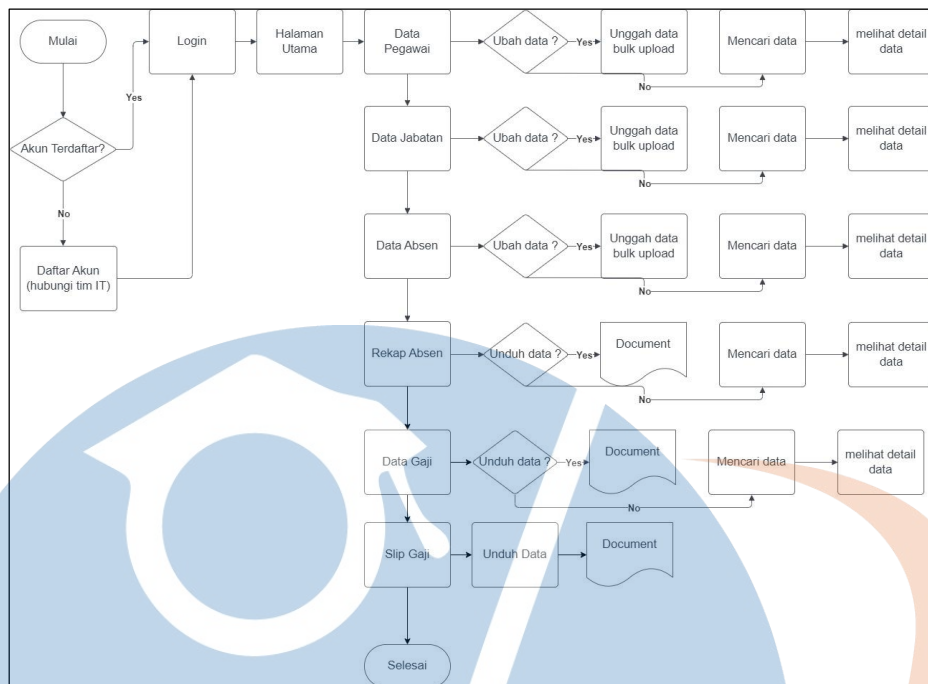 Mulai
Login
Halaman
Utama
Data
Pegawai
Ubah data ?
Yes
Unggah data
bulk upload
Mencari data
melihat detail
data
No
Yes
Akun Terdaftar?
Data Jabatan
Ubah data ?
Yes
Unggah data
bulk upload
Mencari data
melihat detail
data
No
No
Daftar Akun
(hubungi tim IT)
Data Absen
Ubah data ?
Yes
Unggah data
bulk upload
Mencari data
melihat detail
data
No
Rekap Absen
Unduh data ?
Yes
Document
Mencari data
melihat detail
data
No
Data Gaji
Unduh data ?
Yes
Document
Mencari data
melihat detail
data
No
Slip Gaji
Unduh Data
Document
Selesai